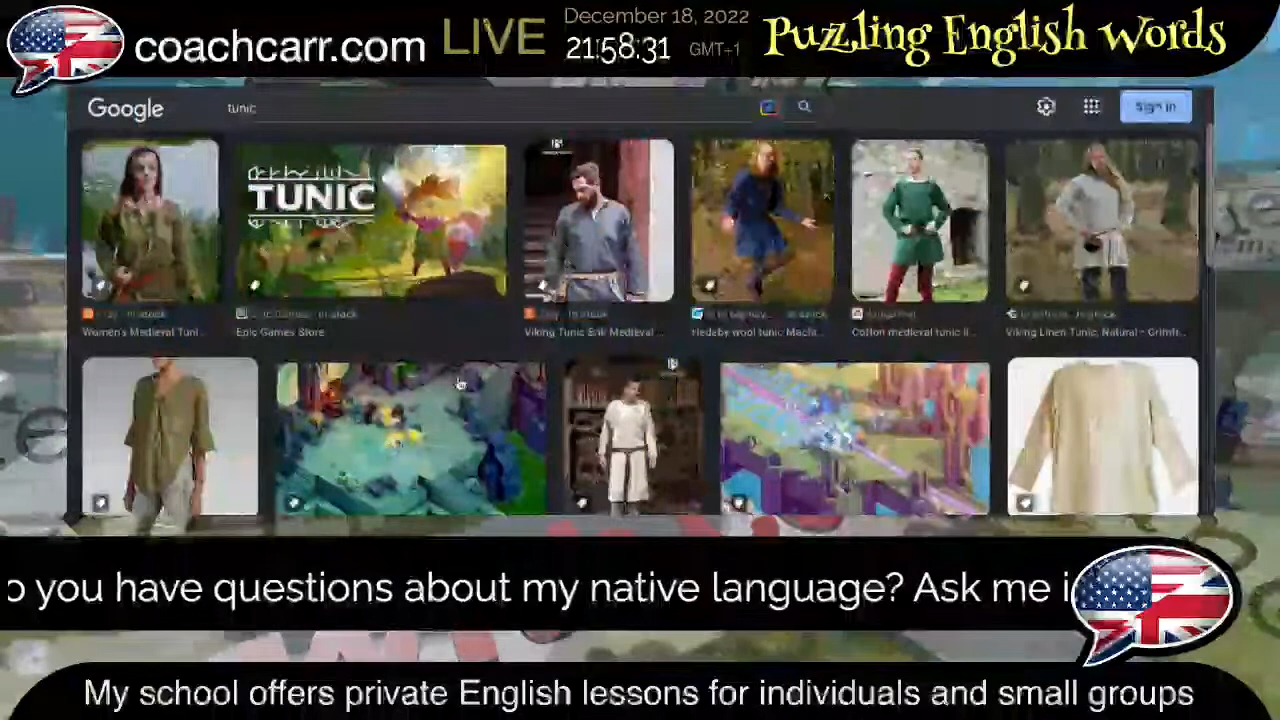 coachcarr.com
LIVE
December 18, 2022
21:58:31 GMT-1
Puzzling English Words
Google
tunic
Sign in
TUNIC
Women's Medieval Tuni...
Epic Games Store
Viking Tunic Erik Medieval ...
Hedeby wool tunic
Cotton medieval tunic
Viking Linen Tunic, Natural -
o you have questions about my native language? Ask me i
My school offers private English lessons for individuals and small groups